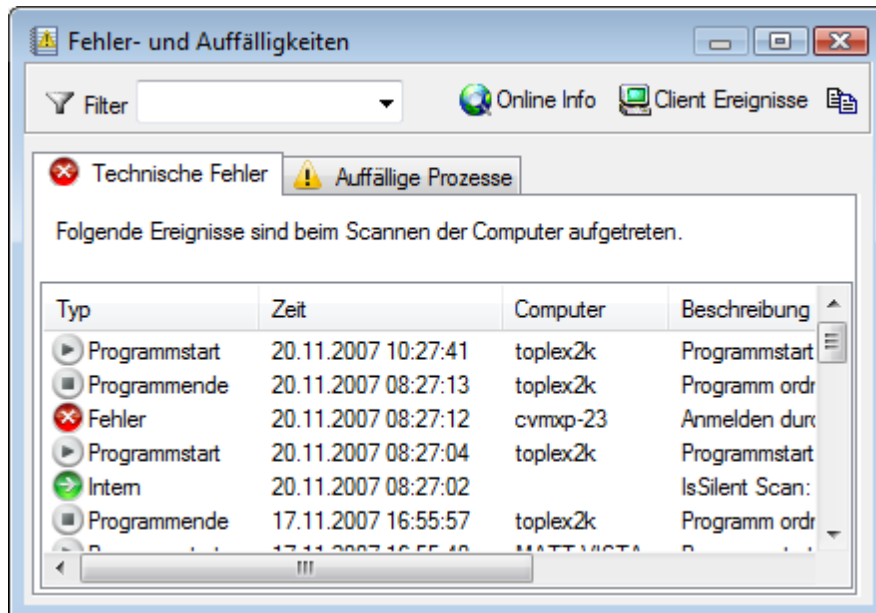 Fehler- und Auffälligkeiten
Filter Online Info Client Ereignisse
Technische Fehler Auffällige Prozesse
Folgende Ereignisse sind beim Scannen der Computer aufgetreten.
Typ Zeit Computer Beschreibung
Programmstart 20.11.2007 10:27:41 toplex2k Programmstart
Programmende 20.11.2007 08:27:13 toplex2k Programm
Fehler 20.11.2007 08:27:12 cvmxp-23 Anmelden
Programmstart 20.11.2007 08:27:04 toplex2k Programmstart
Intern 20.11.2007 08:27:02 IsSilent Scan:
Programmende 17.11.2007 16:55:57 toplex2k Programm